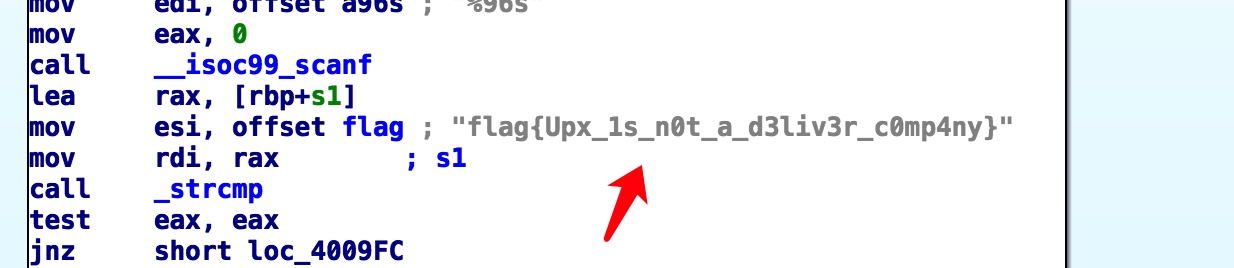 mov edi, offset a96s ; "%96s"
mov eax, 0
call __isoc99_scanf
lea rax, [rbp+s1]
mov esi, offset flag ; "flag{Upx_1s_n0t_a_d3liv3r_c0mp4ny}"
mov rdi, rax ; s1
call _strcmp
test eax, eax
jnz short loc_4009FC